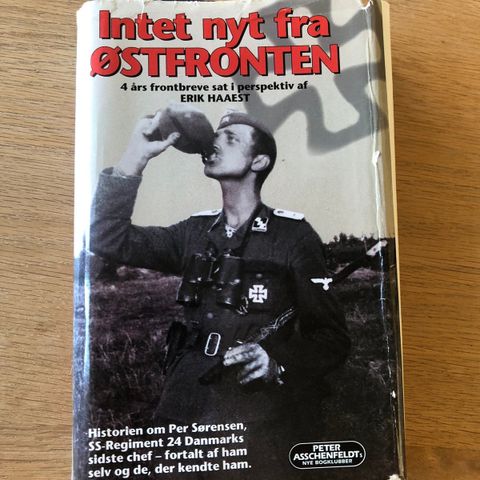 Intet nyt fra
ØSTFRONTEN
4 års frontbreve sat i perspektiv af
ERIK HAAEST
Historien om Per Sørensen,
SS-Regiment 24 Danmarks
sidste chef – fortalt af ham
selv og de, der kendte ham.
PETER
ASSCHENFELDTs
NYE BOGKLUBBER